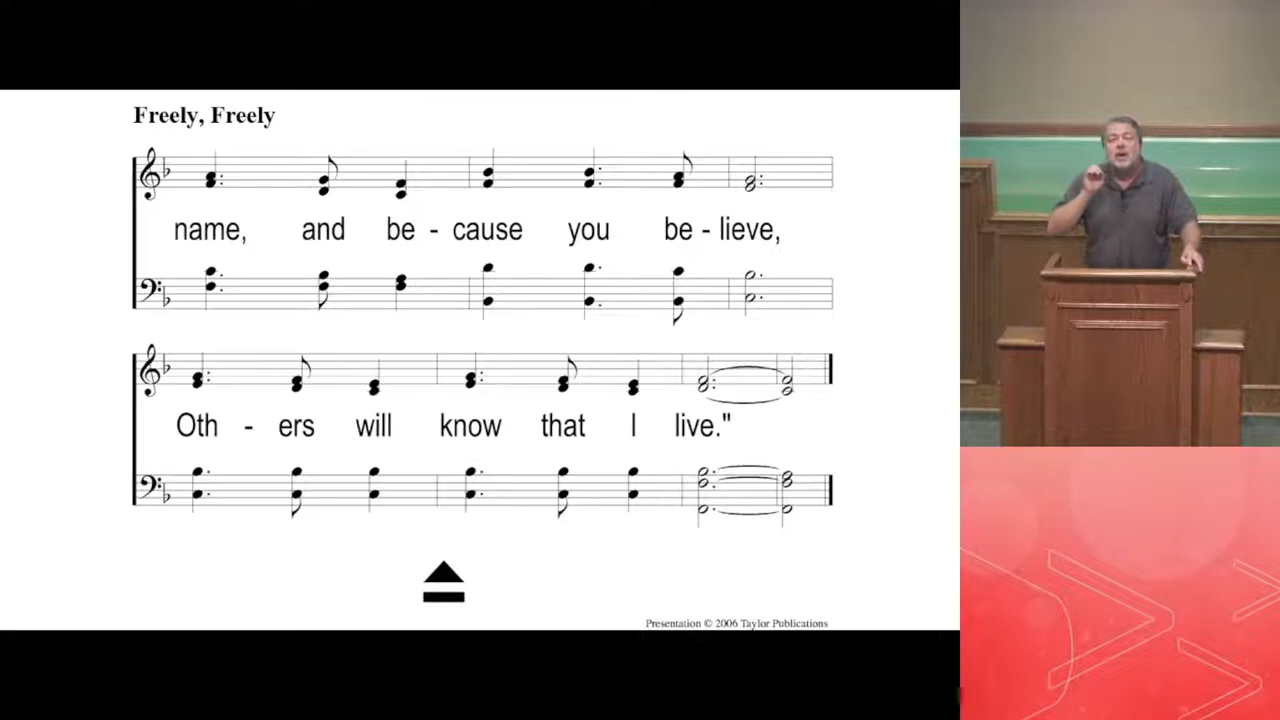 Freely, Freely
name, and be - cause you be - lieve,
Oth - ers will know that I live."
Presentation © 2006 Taylor Publications